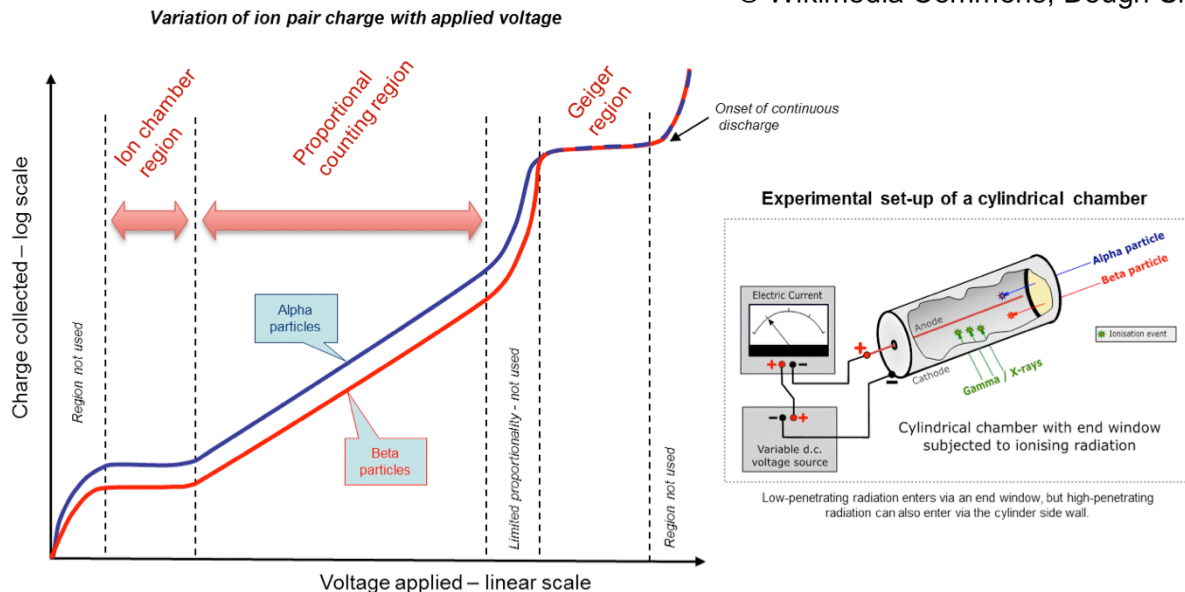 © Wikimedia Commons, Dough
Variation of ion pair charge with applied voltage
Ion chamber
region
Proportional
counting region
Geiger
region
Onset of continuous
discharge
Charge collected – log scale
Region not used
Alpha
particles
Beta
particles
Limited proportionality - not used
Region not used
Voltage applied – linear scale
Experimental set-up of a cylindrical chamber
Alpha particle
Beta particle
Electric Current
Anode
+
Cathode
–
Ionisation event
Gamma / X-rays
+ –
– +
Variable d.c.
voltage source
Cylindrical chamber with end window
subjected to ionising radiation
Low-penetrating radiation enters via an end window, but high-penetrating
radiation can also enter via the cylinder side wall.